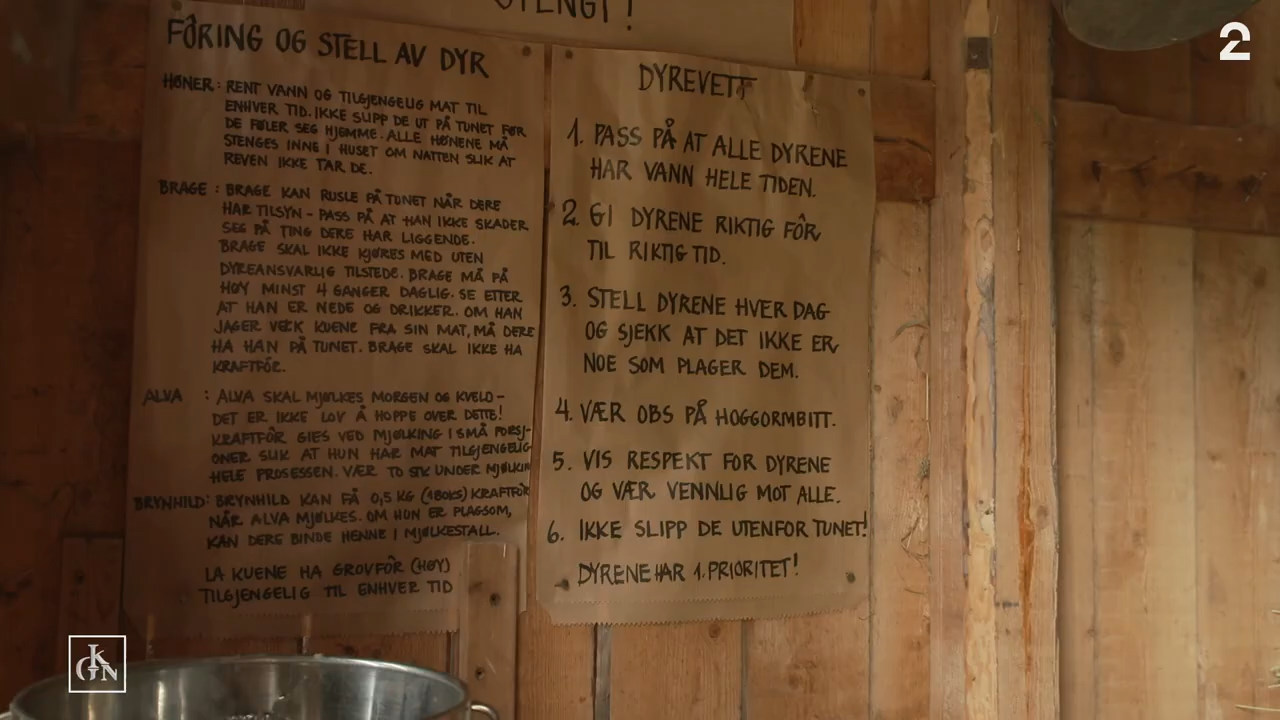 STENGT!
2
FÔRING OG STELL AV DYR
HØNER: RENT VANN OG TILGJENGELIG MAT TIL
ENHVER TID. IKKE SLIPP DE UT PÅ TUNET FØR
DE FØLER SEG HJEMME. ALLE HØNENE MÅ
STENGES INNE I HUSET OM NATTEN SLIK AT
REVEN IKKE TAR DE.
BRAGE: BRAGE KAN RUSLE PÅ TUNET NÅR DERE
HAR TILSYN - PASS PÅ AT HAN IKKE SKADER
SEG PÅ TING DERE HAR LIGGENDE.
BRAGE SKAL IKKE KJØRES MED UTEN
DYREANSVARLIG TILSTEDE. BRAGE MÅ FÅ
HØY MINST 4 GANGER DAGLIG. SE ETTER
AT HAN ER NEDE OG DRIKKER. OM HAN
JAGER VEKK KUENE FRA SIN MAT, MÅ DERE
HA HAN PÅ TUNET. BRAGE SKAL IKKE HA
KRAFTFÔR.
ALVA : ALVA SKAL MJØLKES MORGEN OG KVELD -
DET ER IKKE LOV Å HOPPE OVER DETTE!
KRAFTFÔR GIES VED MJØLKING I SMÅ PORSJ-
ONER SLIK AT HUN HAR MAT TILGJENGELIG
HELE PROSESSEN. VÆR TO STK UNDER MJØLKIN
BRYNHILD: BRYNHILD KAN FÅ 0,5 KG (1BOKS) KRAFTFÔR
NÅR ALVA MJØLKES. OM HUN ER PLAGSOM,
KAN DERE BINDE HENNE I MJØLKESTALL.
LA KUENE HA GROVFÔR (HØY)
TILGJENGELIG TIL ENHVER TID
DYREVETT
1. PASS PÅ AT ALLE DYRENE
HAR VANN HELE TIDEN.
2. GI DYRENE RIKTIG FÔR
TIL RIKTIG TID.
3. STELL DYRENE HVER DAG
OG SJEKK AT DET IKKE ER
NOE SOM PLAGER DEM.
4. VÆR OBS PÅ HOGGORMBITT.
5. VIS RESPEKT FOR DYRENE
OG VÆR VENNLIG MOT ALLE.
6. IKKE SLIPP DE UTENFOR TUNET!
DYRENE HAR 1. PRIORITET!
GKN